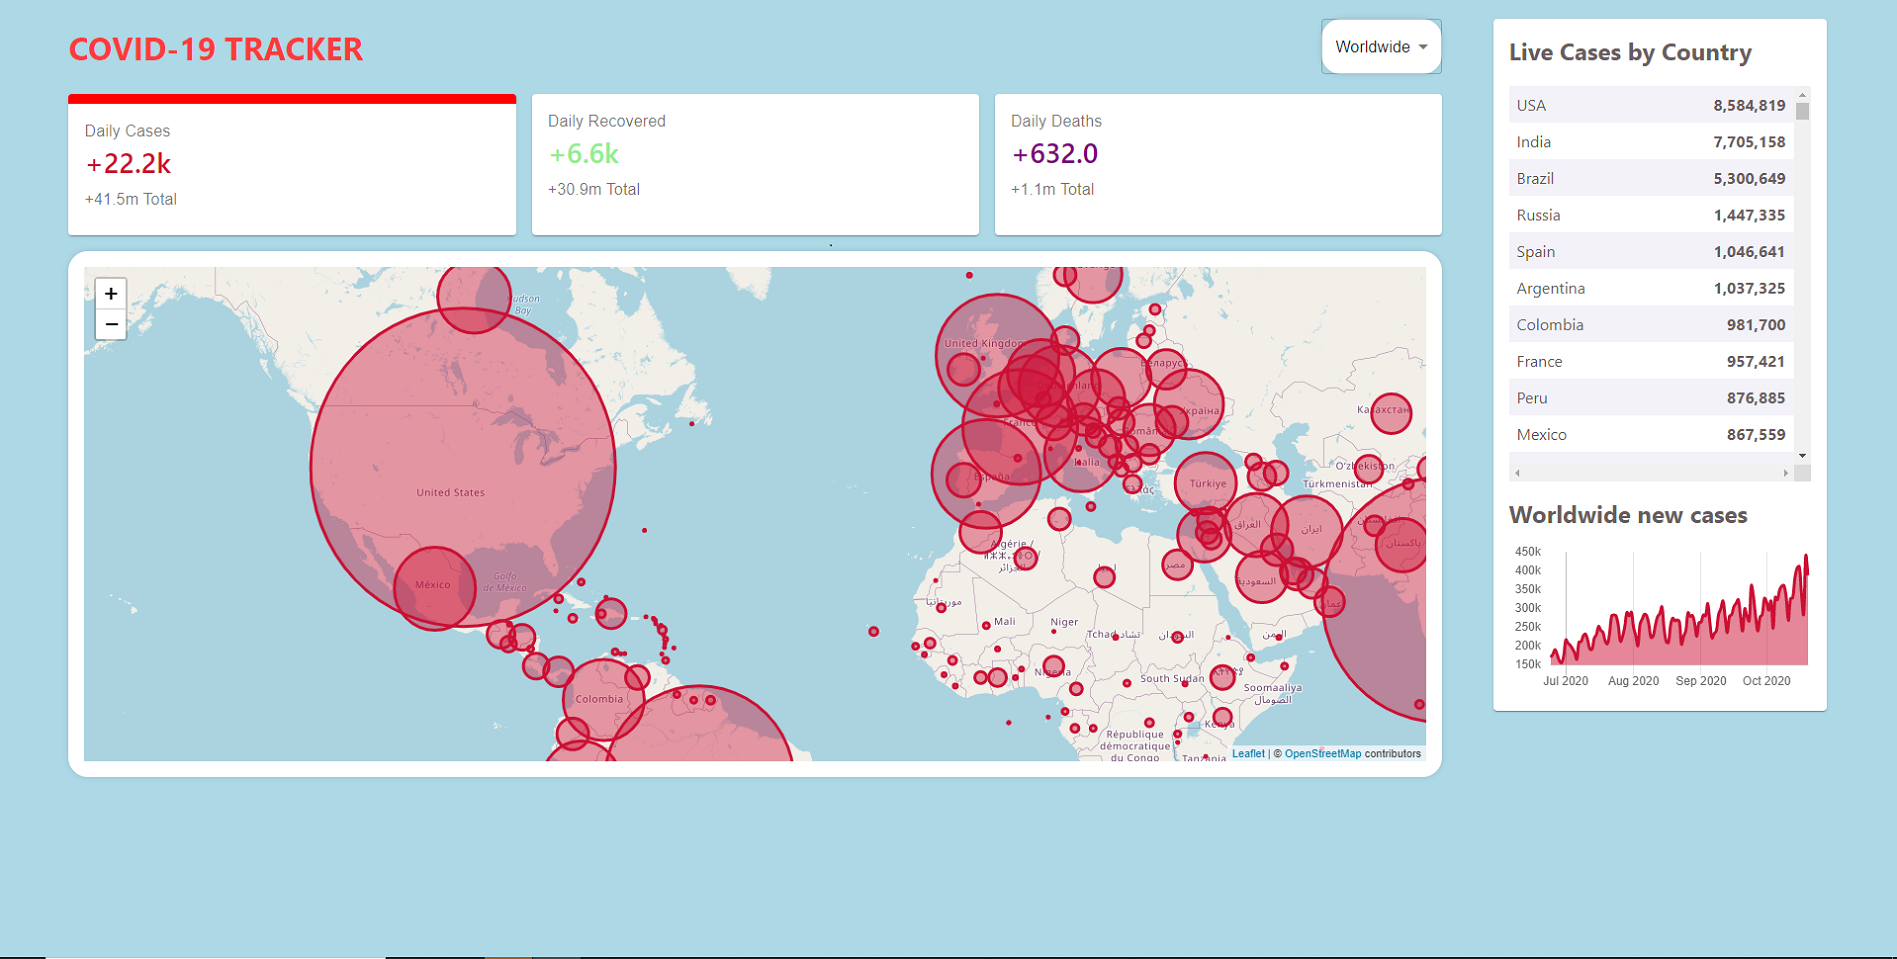 COVID-19 TRACKER
Worldwide
Daily Cases
+22.2k
+41.5m Total
Daily Recovered
+6.6k
+30.9m Total
Daily Deaths
+632.0
+1.1m Total
+
−
Hudson
Bay
United Kingdom
Беларусь
Deutschland
Україна
Казахстан
France
România
Italia
España
Ελλάς
Türkiye
O'zbekiston
Türkmenistan
United States
México
Golfo
de México
Algérie /
الجزائر
العراق
ایران
پاکستان
مصر
السعودية
عمان
موريتانيا
Mali
Niger
Tchad تشاد
السودان
اليمن
Nigeria
South Sudan
Soomaaliya
الصومال
Kenya
Colombia
République
démocratique
du Congo
Tanzania
Leaflet | © OpenStreetMap contributors
Live Cases by Country
USA 8,584,819
India 7,705,158
Brazil 5,300,649
Russia 1,447,335
Spain 1,046,641
Argentina 1,037,325
Colombia 981,700
France 957,421
Peru 876,885
Mexico 867,559
Worldwide new cases
450k
400k
350k
300k
250k
200k
150k
Jul 2020 Aug 2020 Sep 2020 Oct 2020